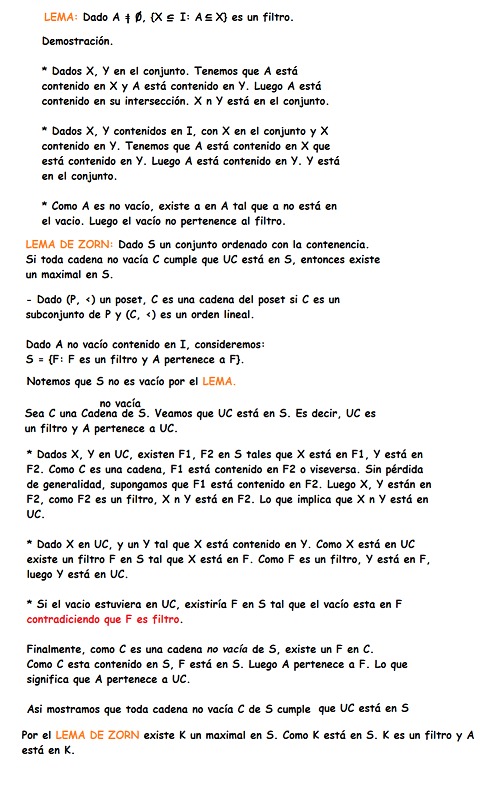 LEMA: Dado A ǂ Ø, {X ⊆ I: A ⊆ X} es un filtro.
Demostración.
* Dados X, Y en el conjunto. Tenemos que A está
contenido en X y A está contenido en Y. Luego A está
contenido en su intersección. X n Y está en el conjunto.
* Dados X, Y contenidos en I, con X en el conjunto y X
contenido en Y. Tenemos que A está contenido en X que
está contenido en Y. Luego A está contenido en Y. Y está
en el conjunto.
* Como A es no vacío, existe a en A tal que a no está en
el vacio. Luego el vacío no pertenence al filtro.
LEMA DE ZORN: Dado S un conjunto ordenado con la contenencia.
Si toda cadena no vacía C cumple que UC está en S, entonces existe
un maximal en S.
- Dado (P, <) un poset, C es una cadena del poset si C es un
subconjunto de P y (C, <) es un orden lineal.
Dado A no vacío contenido en I, consideremos:
S = {F: F es un filtro y A pertenece a F}.
Notemos que S no es vacío por el LEMA.
no vacía
Sea C una Cadena de S. Veamos que UC está en S. Es decir, UC es
un filtro y A pertenece a UC.
* Dados X, Y en UC, existen F1, F2 en S tales que X está en F1, Y está en
F2. Como C es una cadena, F1 está contenido en F2 o viseversa. Sin pérdida
de generalidad, supongamos que F1 está contenido en F2. Luego X, Y están en
F2, como F2 es un filtro, X n Y está en F2. Lo que implica que X n Y está en
UC.
* Dado X en UC, y un Y tal que X está contenido en Y. Como X está en UC
existe un filtro F en S tal que X está en F. Como F es un filtro, Y está en F,
luego Y está en UC.
* Si el vacio estuviera en UC, existiría F en S tal que el vacío esta en F
contradiciendo que F es filtro.
Finalmente, como C es una cadena no vacía de S, existe un F en C.
Como C esta contenido en S, F está en S. Luego A pertenece a F. Lo que
significa que A pertenece a UC.
Asi mostramos que toda cadena no vacía C de S cumple que UC está en S
Por el LEMA DE ZORN existe K un maximal en S. Como K está en S. K es un filtro y A
está en K.